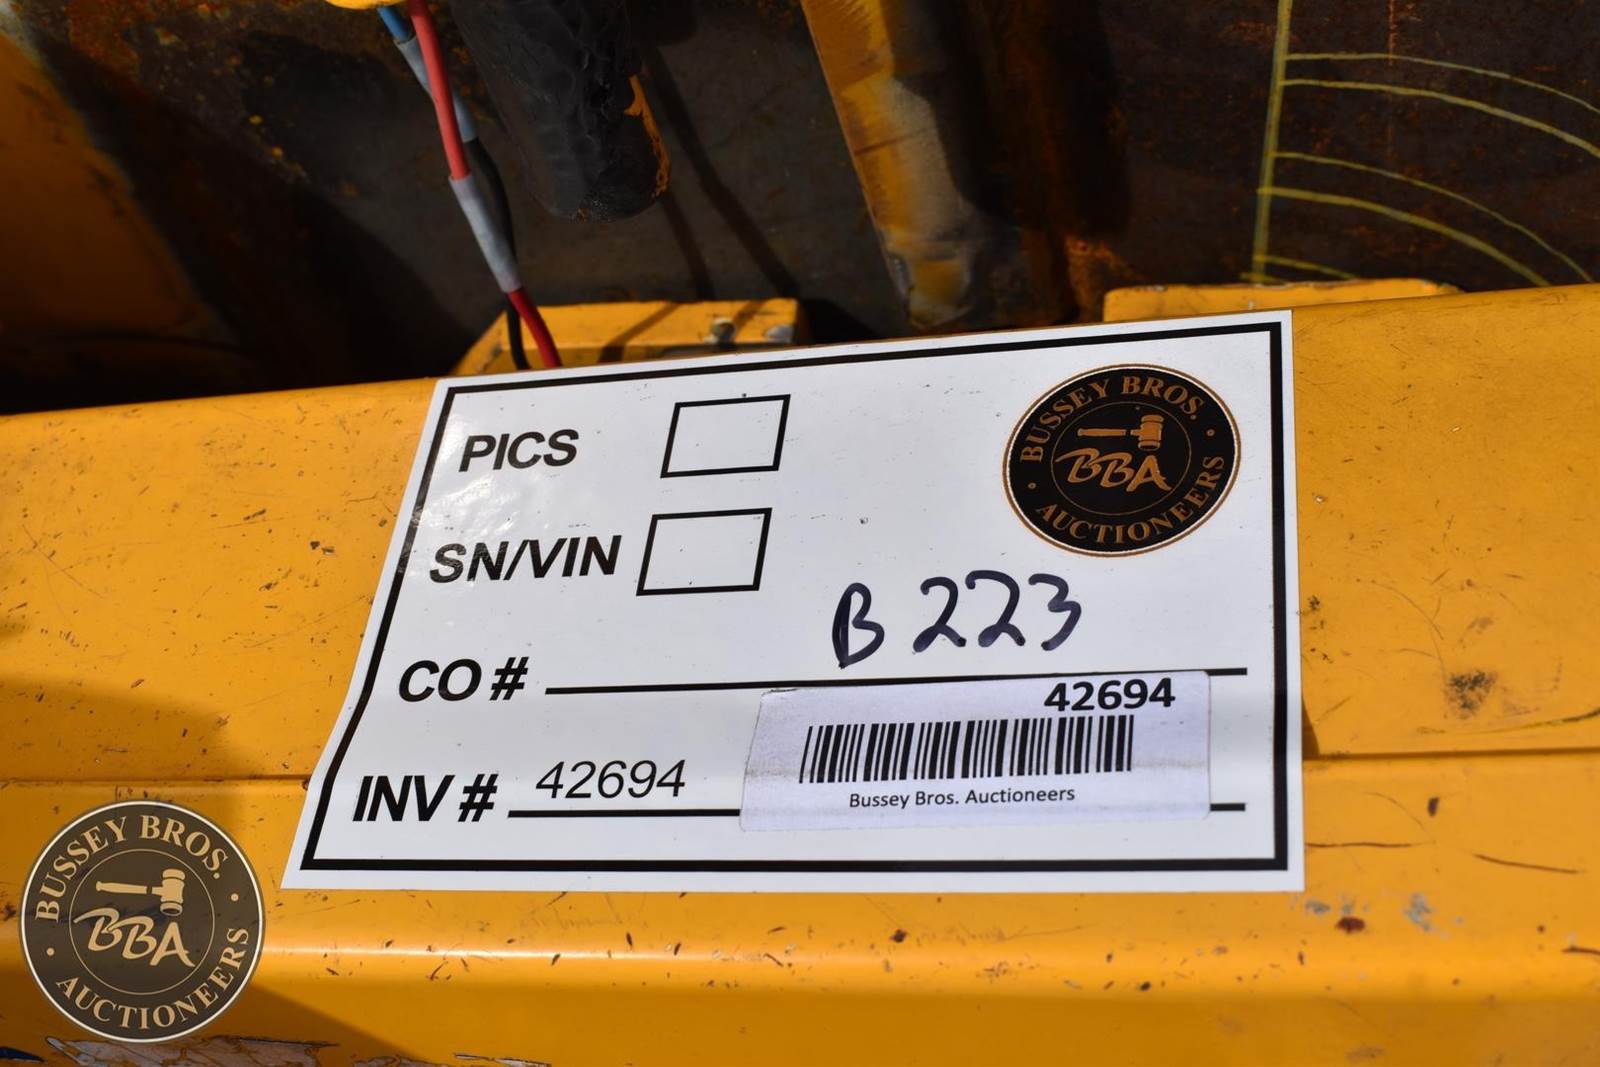 PICS
BUSSEY BROS.
BBA
AUCTIONEERS
SN/VIN
B 223
CO #
42694
INV # 42694
Bussey Bros. Auctioneers
BUSSEY BROS.
BBA
AUCTIONEERS